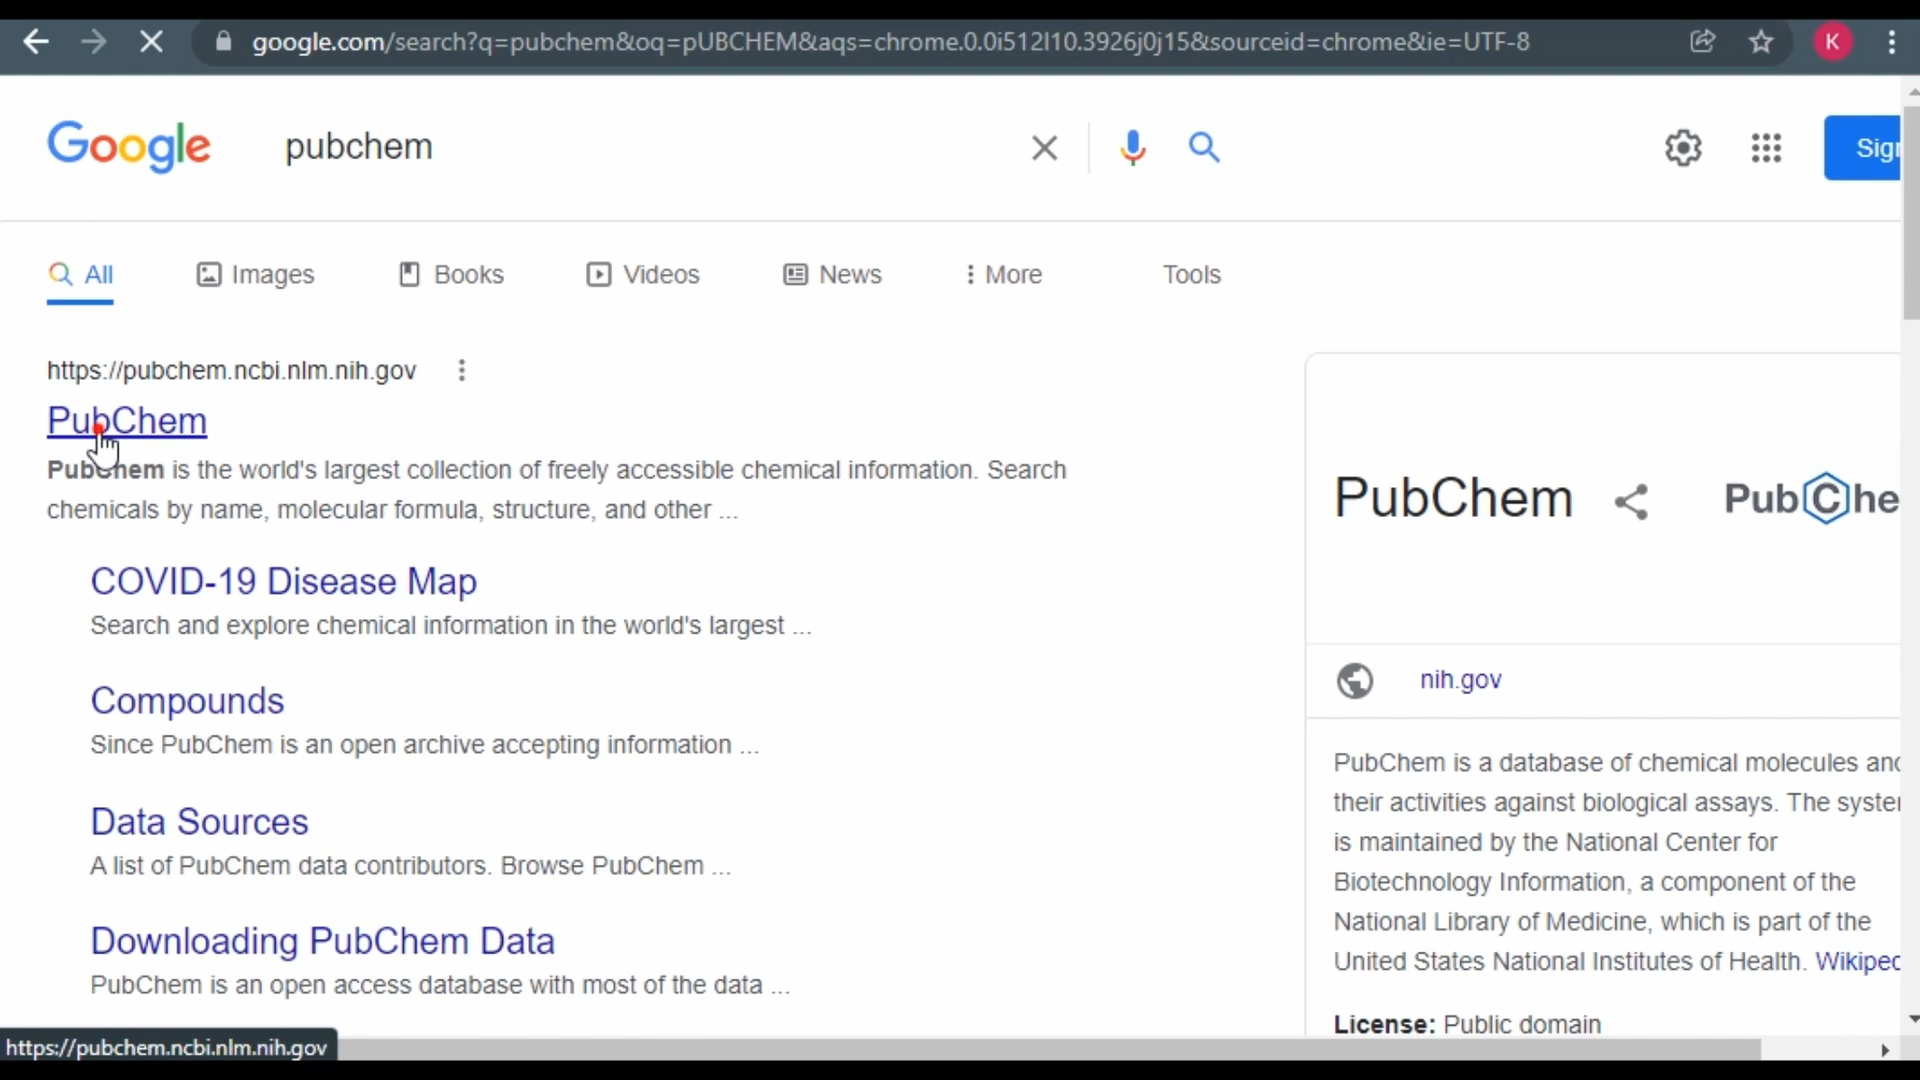 google.com/search?q=pubchem&oq=pUBCHEM&aqs=chrome.0.0i512l10.3926j0j15&sourceid=chrome&ie=UTF-8
K
Google
pubchem
Sign
All
Images
Books
Videos
News
More
Tools
https://pubchem.ncbi.nlm.nih.gov
PubChem
PubChem is the world's largest collection of freely accessible chemical information. Search
chemicals by name, molecular formula, structure, and other ...
COVID-19 Disease Map
Search and explore chemical information in the world's largest ...
Compounds
Since PubChem is an open archive accepting information ...
Data Sources
A list of PubChem data contributors. Browse PubChem ...
Downloading PubChem Data
PubChem is an open access database with most of the data ...
https://pubchem.ncbi.nlm.nih.gov
PubChem
PubChe
nih.gov
PubChem is a database of chemical molecules and
their activities against biological assays. The system
is maintained by the National Center for
Biotechnology Information, a component of the
National Library of Medicine, which is part of the
United States National Institutes of Health. Wikiped
License: Public domain